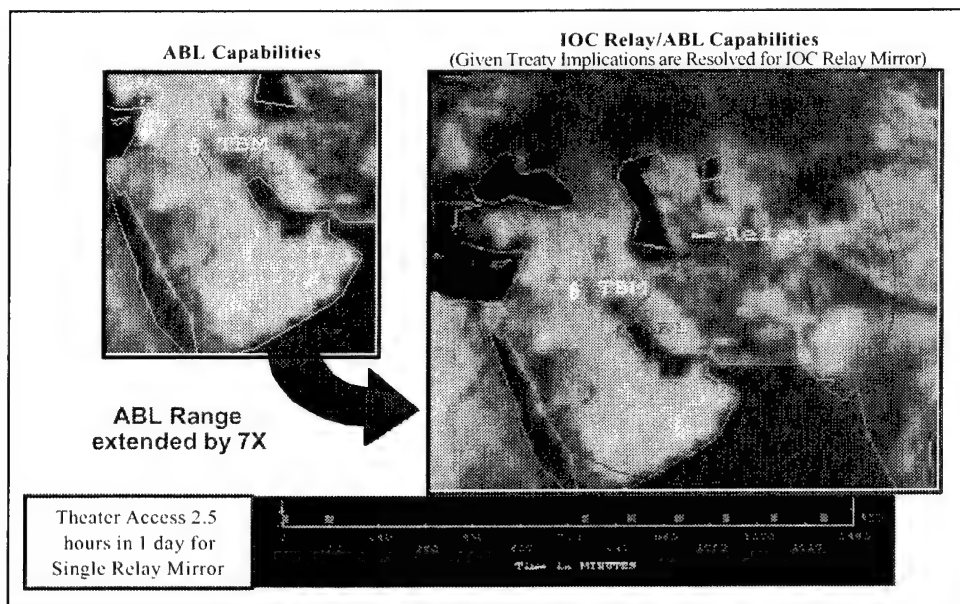 ABL Capabilities
IOC Relay/ABL Capabilities
(Given Treaty Implications are Resolved for IOC Relay Mirror)
TBM
Relay
TBM
ABL Range
extended by 7X
Theater Access 2.5
hours in 1 day for
Single Relay Mirror
Time in MINUTES